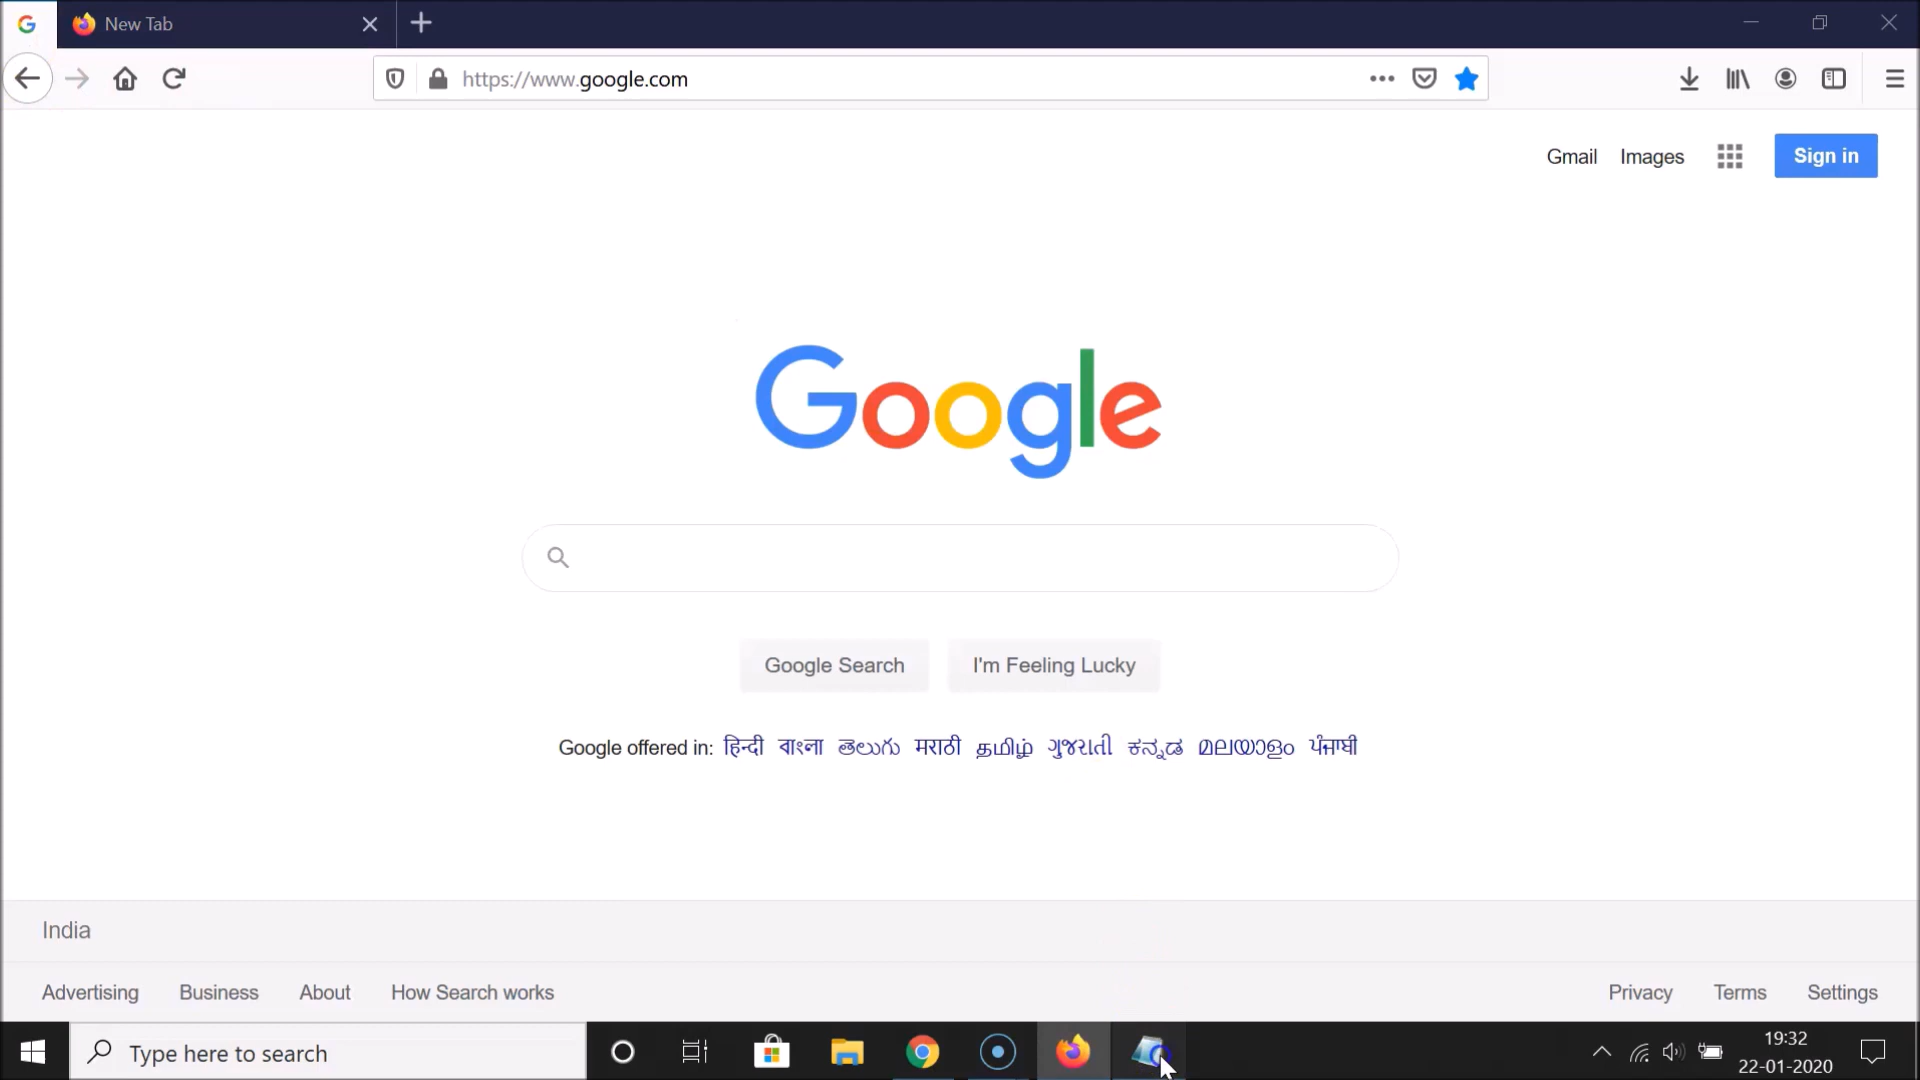 New Tab
https://www.google.com
Gmail Images Sign in
Google
Google Search I'm Feeling Lucky
Google offered in: हिन्दी বাংলা తెలుగు मराठी தமிழ் ગુજરાતી ಕನ್ನಡ മലയാളം ਪੰਜਾਬੀ
India
Advertising Business About How Search works Privacy Terms Settings
Type here to search
19:32
22-01-2020